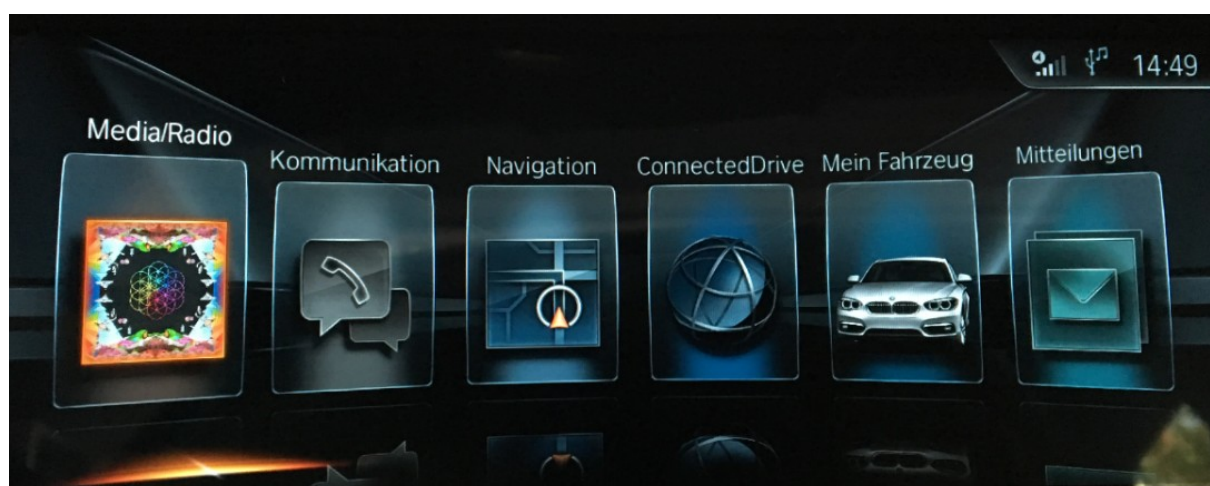 14:49
Media/Radio
Kommunikation
Navigation
ConnectedDrive
Mein Fahrzeug
Mitteilungen